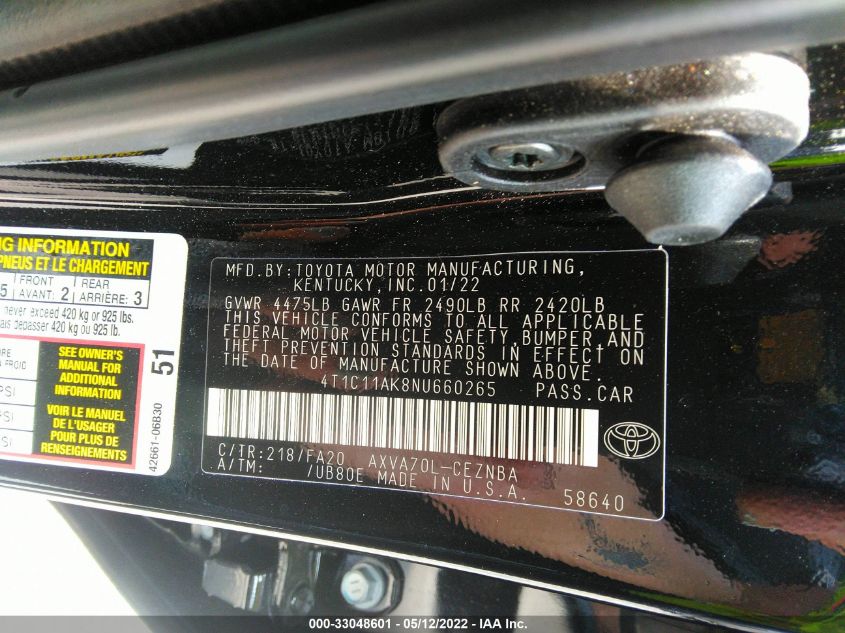 NG INFORMATION
PNEUS ET LE CHARGEMENT
5 FRONT 2 REAR 3
AVANT: ARRIÈRE:
never exceed 420 kg or 925 lbs.
ais dépasser 420 kg ou 925 lb.
SEE OWNER'S
MANUAL FOR
ADDITIONAL
INFORMATION
VOIR LE MANUEL
DE L'USAGER
POUR PLUS DE
RENSEIGNEMENTS
51
42661-06B30
MFD.BY:TOYOTA MOTOR MANUFACTURING,
KENTUCKY,INC.01/22
GVWR 4475LB GAWR FR 2490LB RR 2420LB
THIS VEHICLE CONFORMS TO ALL APPLICABLE
FEDERAL MOTOR VEHICLE SAFETY,BUMPER,AND
THEFT PREVENTION STANDARDS IN EFFECT ON
THE DATE OF MANUFACTURE SHOWN ABOVE.
4T1C11AK8NU660265 PASS.CAR
C/TR:218/FA20 AXVA70L-CEZNBA
A/TM: /UB80E MADE IN U.S.A.
58640
000-33048601 - 05/12/2022 - IAA Inc.